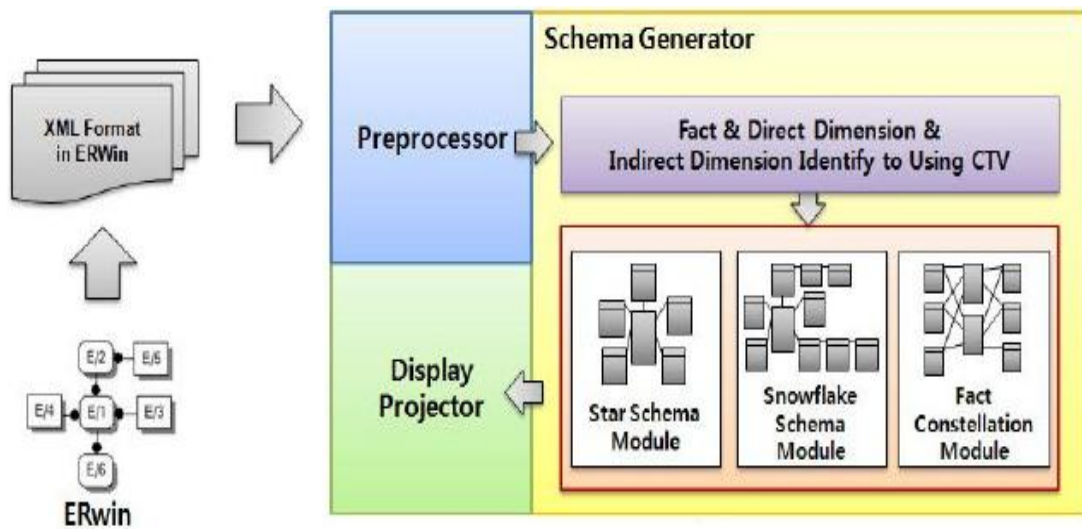 XML Format
in ERWin
E/2
E/5
E/4
E/1
E/3
E/6
ERwin
Preprocessor
Display
Projector
Schema Generator
Fact & Direct Dimension &
Indirect Dimension Identify to Using CTV
Star Schema
Module
Snowflake
Schema
Module
Fact
Constellation
Module